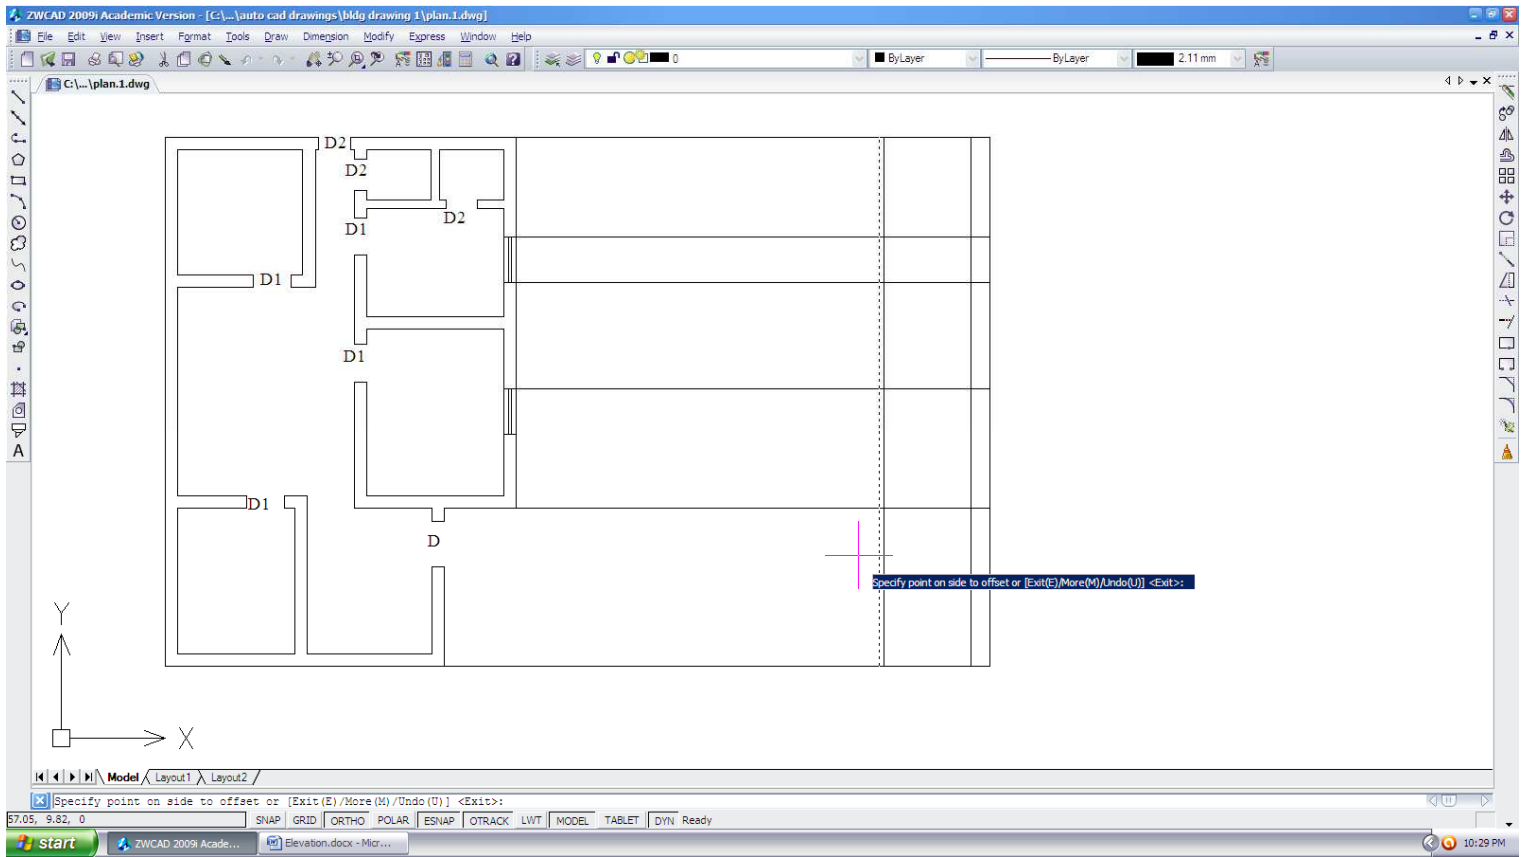 ZWCAD 2009i Academic Version - [C:\...\auto cad drawings\bldg drawing 1\plan.1.dwg]
File Edit View Insert Format Tools Draw Dimension Modify Express Window Help
0 ByLayer ByLayer 2.11 mm
C:\...\plan.1.dwg
D2
D2
D2
D1
D1
D1
D1
D
Specify point on side to offset or [Exit(E)/More(M)/Undo(U)] <Exit>:
Y
X
A
Model Layout1 Layout2
Specify point on side to offset or [Exit(E)/More(M)/Undo(U)] <Exit>:
57.05, 9.82, 0 SNAP GRID ORTHO POLAR ESNAP OTRACK LWT MODEL TABLET DYN Ready
start ZWCAD 2009i Acade... Elevation.docx - Micr... 10:29 PM